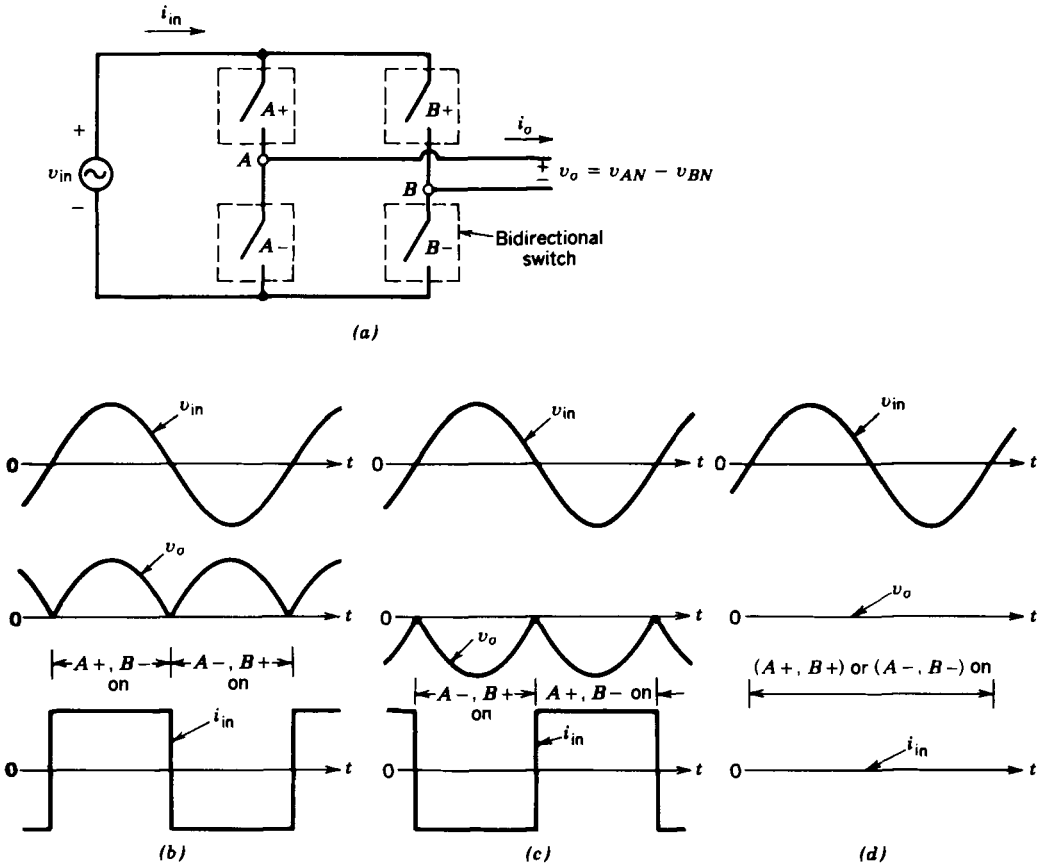 i_in
A+
B+
+
v_in
−
A
i_o
+
−
v_o = v_AN − v_BN
B
A−
B−
Bidirectional
switch
(a)
v_in
0
t
v_o
0
t
A+, B−
on
A−, B+
on
i_in
0
t
(b)
v_in
0
t
0
t
v_o
A−, B+
on
A+, B− on
i_in
0
t
(c)
v_in
0
t
v_o
0
t
(A+, B+) or (A−, B−) on
i_in
0
t
(d)